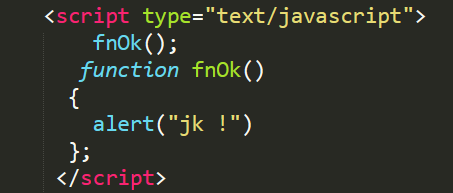 <script type="text/javascript">
fnOk();
function fnOk()
{
alert("jk !")
};
</script>